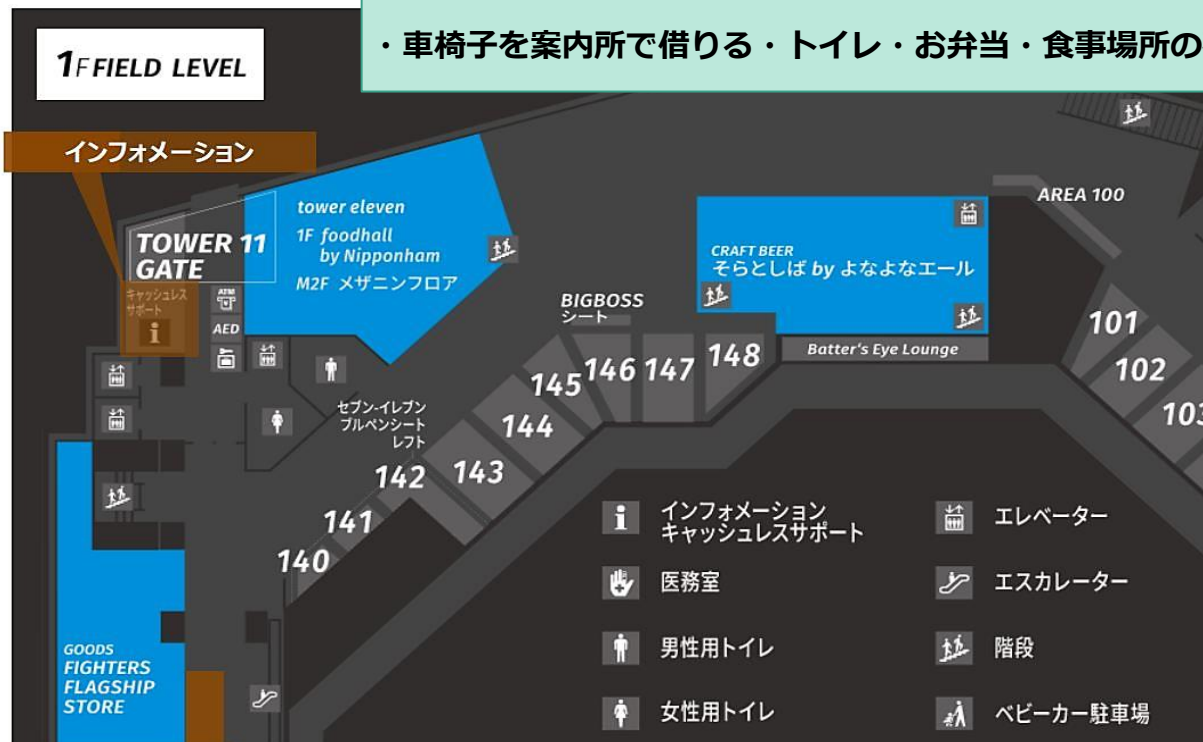 ・車椅子を案内所で借りる・トイレ・お弁当・食事場所の
1F FIELD LEVEL
インフォメーション
tower eleven
1F foodhall
by Nipponham
M2F メザニンフロア
TOWER 11
GATE
キャッシュレス
サポート
i
ATM
AED
AREA 100
CRAFT BEER
そらとしば by よなよなエール
Batter's Eye Lounge
BIGBOSS
シート
101
102
103
148
147
146
145
144
143
142
141
140
セブン-イレブン
ブルペンシート
レフト
GOODS
FIGHTERS
FLAGSHIP
STORE
i
インフォメーション
キャッシュレスサポート
医務室
男性用トイレ
女性用トイレ
エレベーター
エスカレーター
階段
ベビーカー駐車場